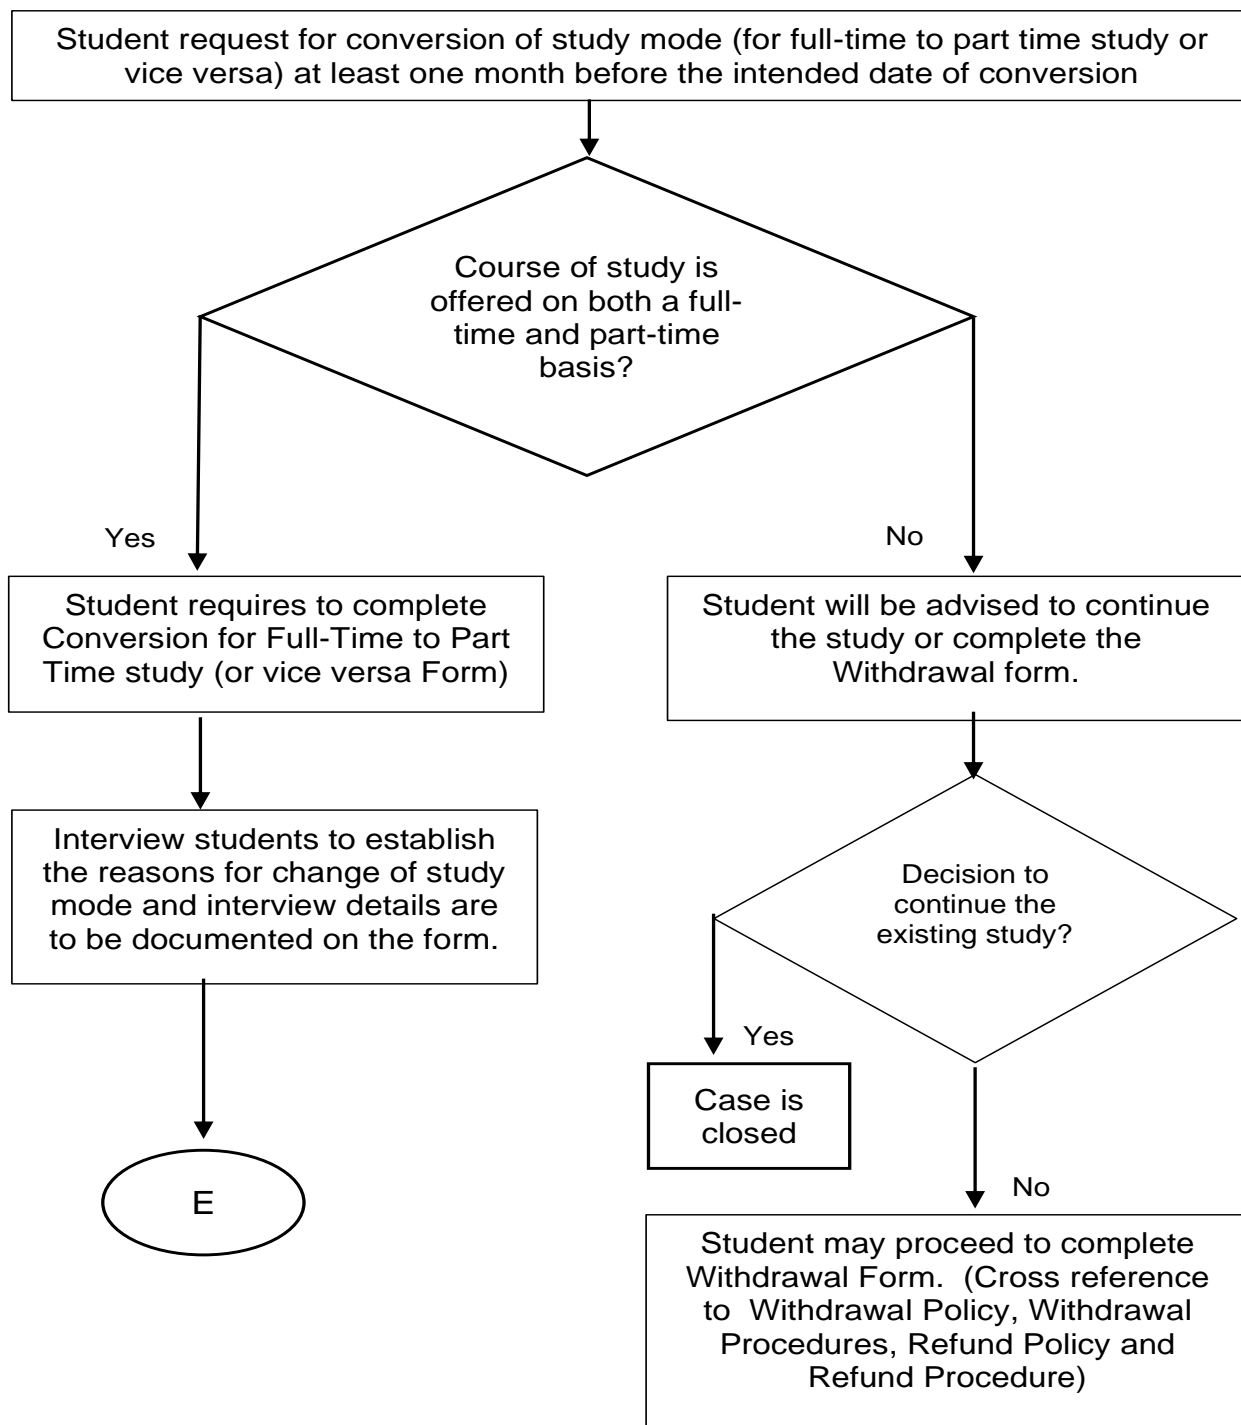 Student request for conversion of study mode (for full-time to part time study or
vice versa) at least one month before the intended date of conversion
Course of study is
offered on both a full-
time and part-time
basis?
Yes
No
Student requires to complete
Conversion for Full-Time to Part
Time study (or vice versa Form)
Student will be advised to continue
the study or complete the
Withdrawal form.
Interview students to establish
the reasons for change of study
mode and interview details are
to be documented on the form.
Decision to
continue the
existing study?
Yes
Case is
closed
E
No
Student may proceed to complete
Withdrawal Form.  (Cross reference
to  Withdrawal Policy, Withdrawal
Procedures, Refund Policy and
Refund Procedure)